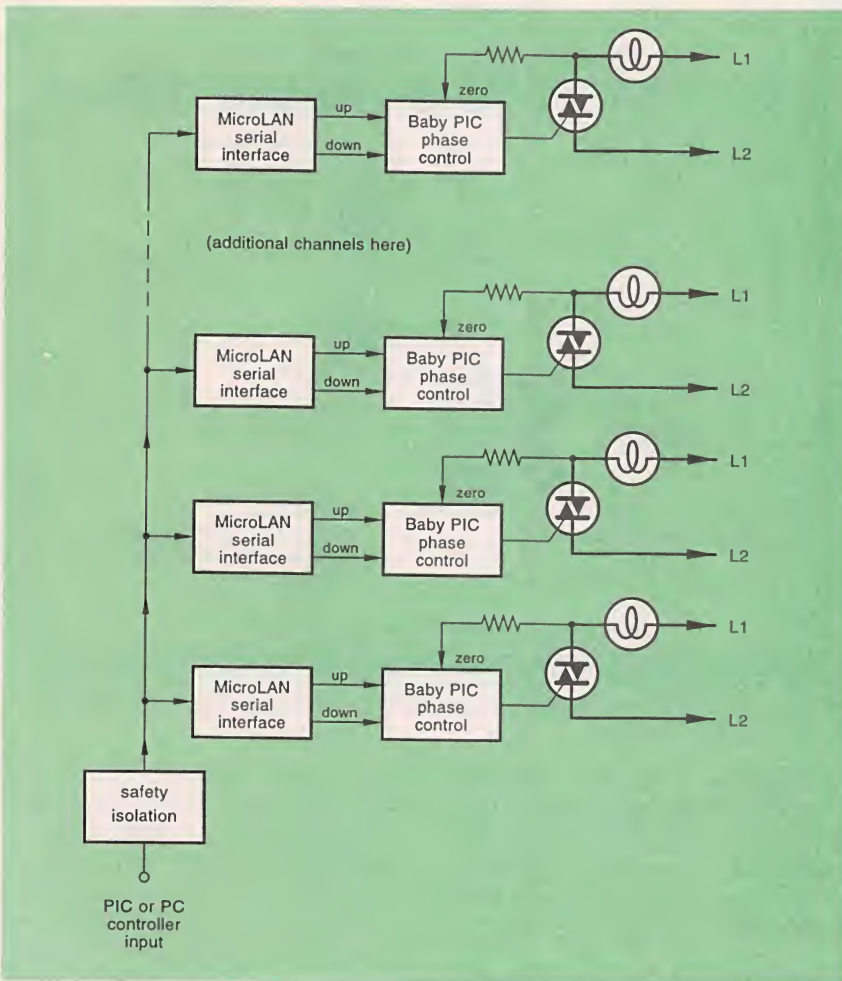 L1
zero
up
MicroLAN
serial
interface
Baby PIC
phase
control
down
L2
(additional channels here)
L1
zero
up
MicroLAN
serial
interface
Baby PIC
phase
control
down
L2
L1
zero
up
MicroLAN
serial
interface
Baby PIC
phase
control
down
L2
L1
zero
up
MicroLAN
serial
interface
Baby PIC
phase
control
down
L2
safety
isolation
PIC or PC
controller
input